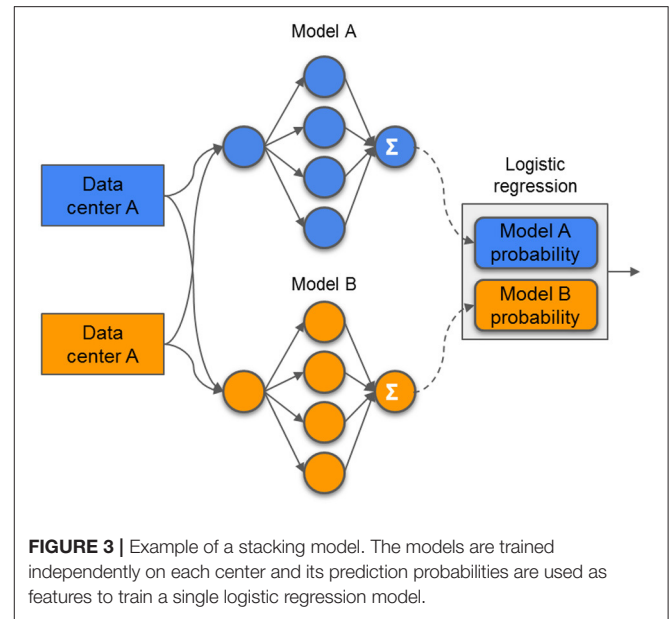 Model A
Σ
Data
center A
Logistic
regression
Model A
probability
Model B
Data
center A
Model B
probability
Σ
FIGURE 3 | Example of a stacking model. The models are trained
independently on each center and its prediction probabilities are used as
features to train a single logistic regression model.